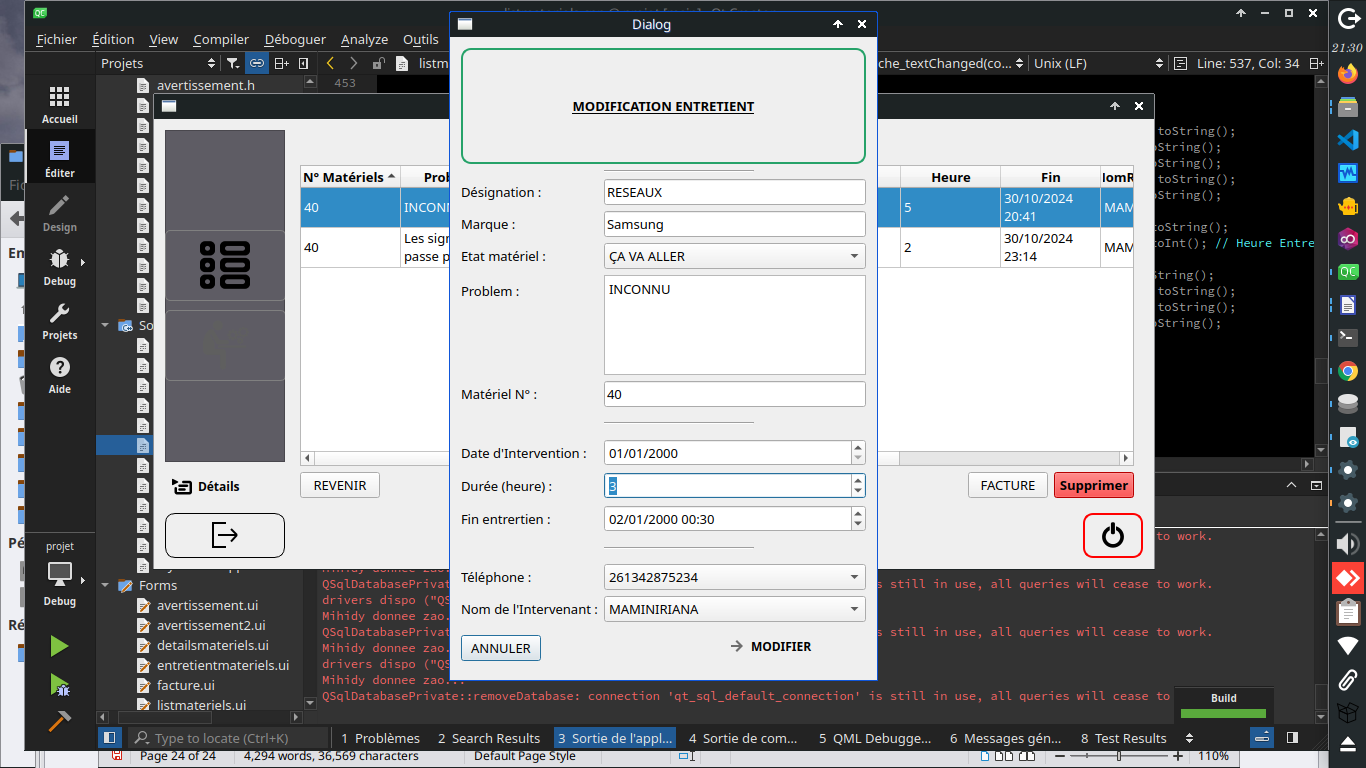 Dialog
21:30
Fichier Édition View Compiler Déboguer Analyze Outils
Projets
che_textChanged(co...
Unix (LF)
Line: 537, Col: 34
avertissement.h
453
Accueil
Éditer
Design
Debug
Projets
Aide
MODIFICATION ENTRETIENT
N° Matériels
Heure
Fin
40
INCONN
5
30/10/2024
20:41
MAM
40
Les sign
passe p
2
30/10/2024
23:14
MAM
Désignation :
RESEAUX
Marque :
Samsung
Etat matériel :
ÇA VA ALLER
Problem :
INCONNU
Matériel N° :
40
Date d'Intervention :
01/01/2000
Durée (heure) :
3
Fin entrertien :
02/01/2000 00:30
Téléphone :
261342875234
Nom de l'Intervenant :
MAMINIRIANA
ANNULER
MODIFIER
Détails
REVENIR
FACTURE
Supprimer
toString();
toString();
toString();
toString();
toString();
toString();
toInt(); // Heure Entre
String();
toString();
toString();
toString();
to work.
QSqlDatabasePrivate
s still in use, all queries will cease to work.
drivers dispo ("QS
Mihidy donnee zao.
QSqlDatabasePrivat
s still in use, all queries will cease to work.
Mihidy donnee zao.
drivers dispo ("QS
Mihidy donnee zao...
QSqlDatabasePrivate::removeDatabase: connection 'qt_sql_default_connection' is still in use, all queries will cease to
projet
Debug
Forms
avertissement.ui
avertissement2.ui
detailsmateriels.ui
entretientmateriels.ui
facture.ui
listmateriels.ui
Build
Type to locate (Ctrl+K)
1 Problèmes
2 Search Results
3 Sortie de l'appl...
4 Sortie de com...
5 QML Debugge...
6 Messages gén...
8 Test Results
Page 24 of 24
4,294 words, 36,569 characters
Default Page Style
110%